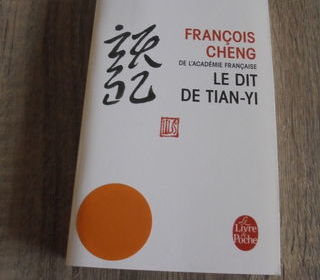 FRANÇOIS
CHENG
DE L'ACADÉMIE FRANÇAISE
LE DIT
DE TIAN-YI
Le Livre
de
Poche